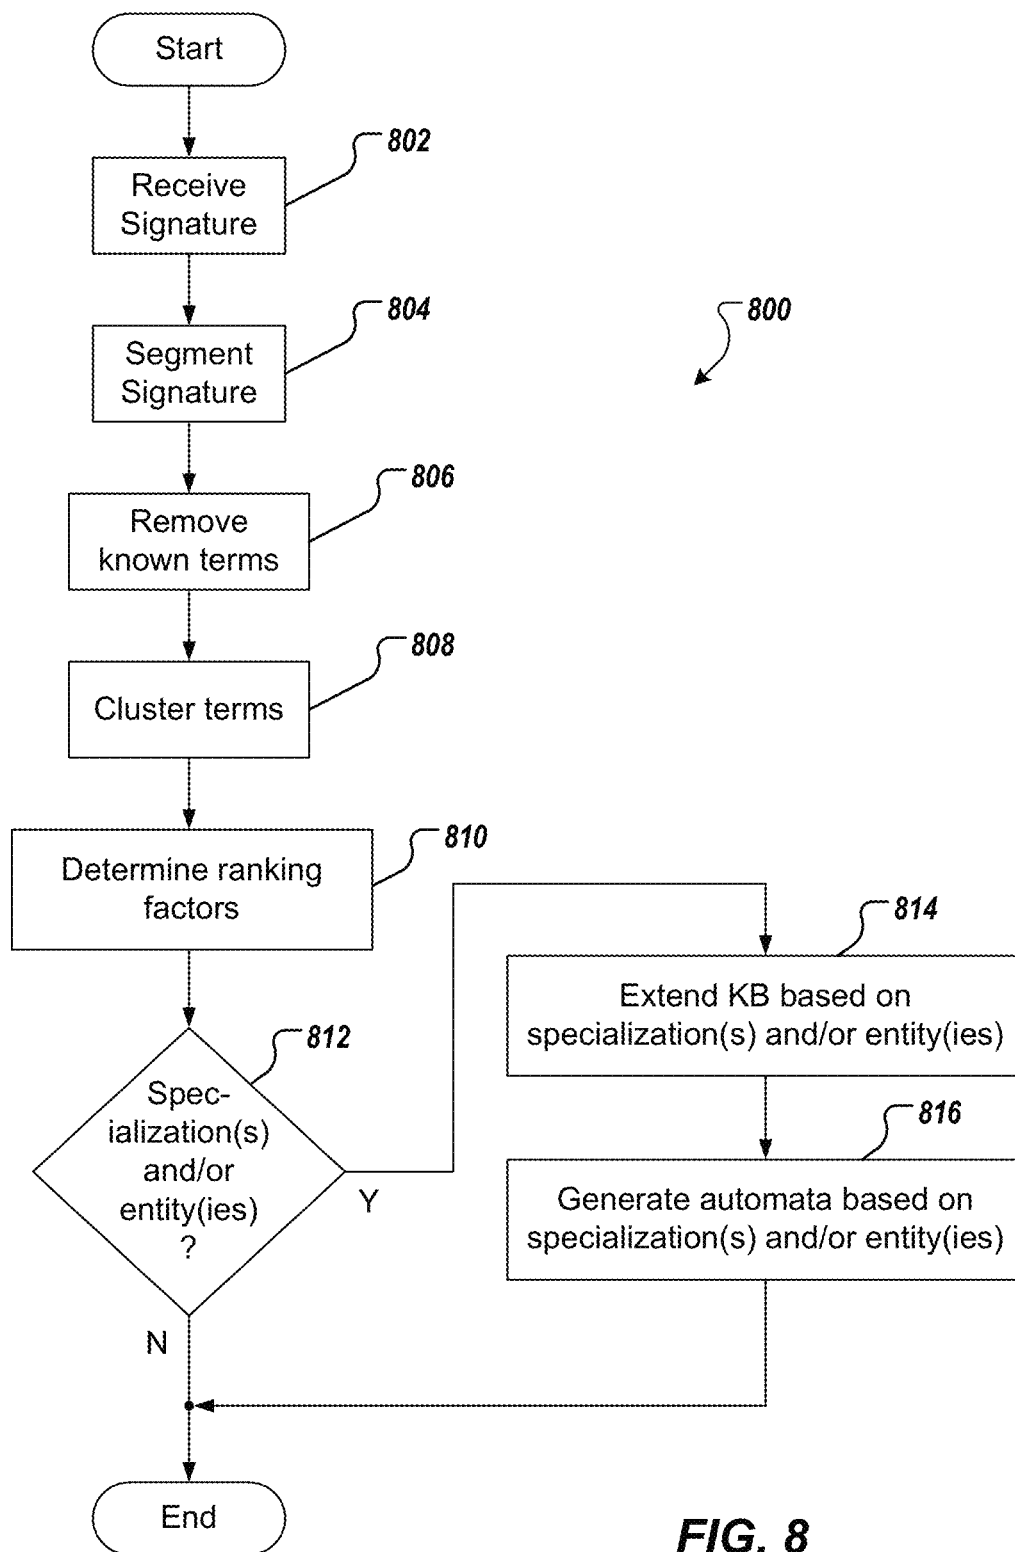 Start
802
Receive
Signature
804
Segment
Signature
800
806
Remove
known terms
808
Cluster terms
810
Determine ranking
factors
814
Extend KB based on
specialization(s) and/or entity(ies)
812
Spec-
ialization(s)
and/or
entity(ies)
?
Y
N
816
Generate automata based on
specialization(s) and/or entity(ies)
End
FIG. 8